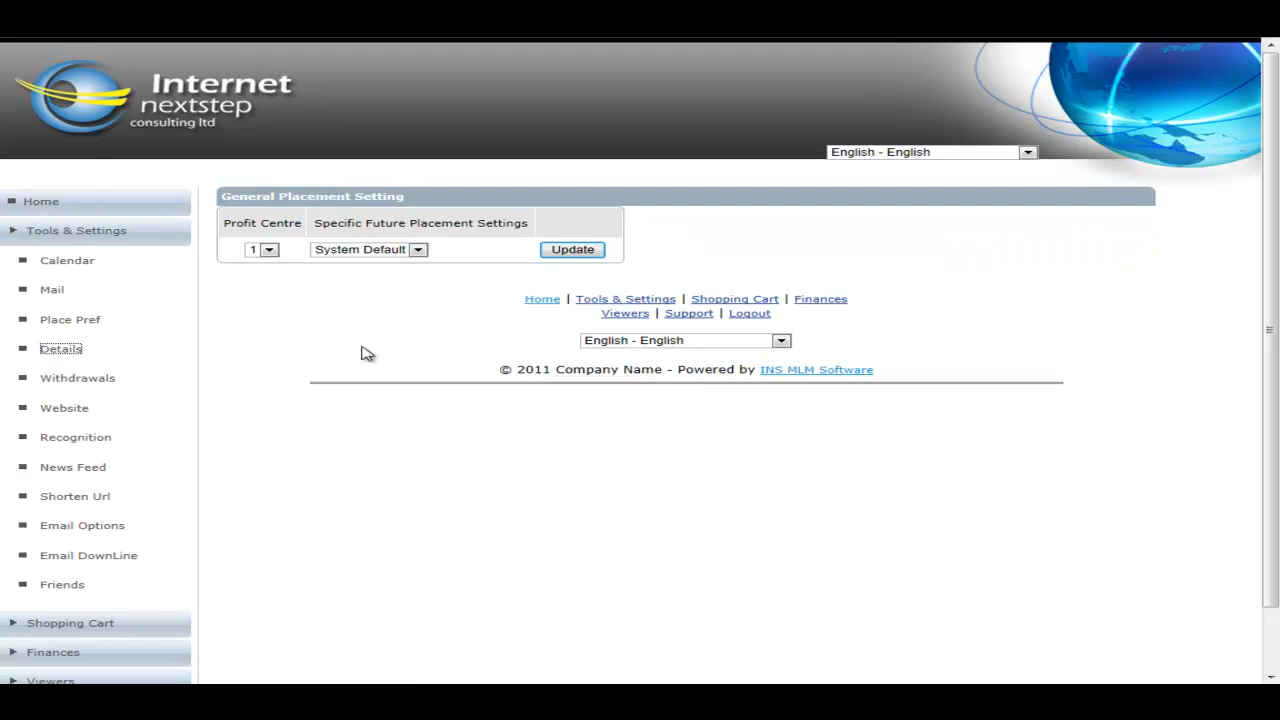 Internet
nextstep
consulting ltd
English - English
Home
Tools & Settings
Calendar
Mail
Place Pref
Details
Withdrawals
Website
Recognition
News Feed
Shorten Url
Email Options
Email DownLine
Friends
Shopping Cart
Finances
Viewers
General Placement Setting
Profit Centre Specific Future Placement Settings
1 System Default Update
Home | Tools & Settings | Shopping Cart | Finances
Viewers | Support | Logout
English - English
© 2011 Company Name - Powered by INS MLM Software